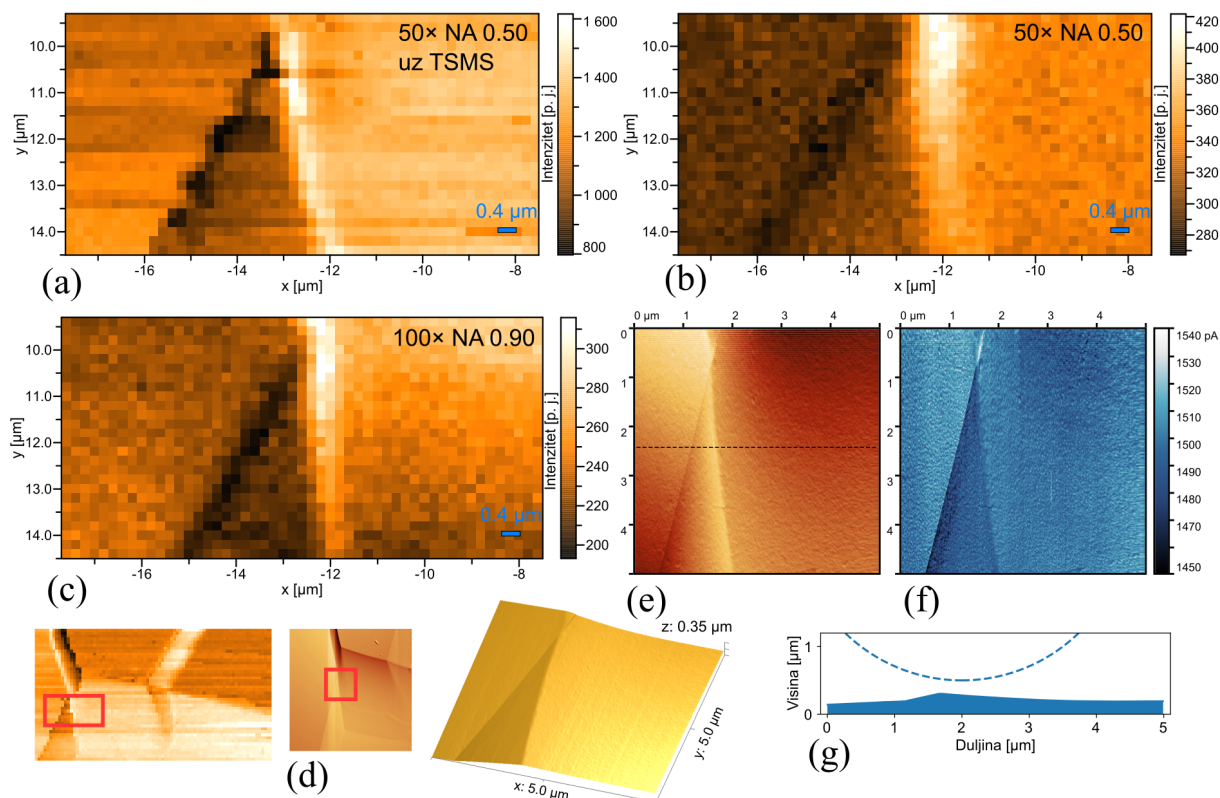 50× NA 0.50
uz TSMS
10.0
11.0
12.0
13.0
14.0
y [µm]
-16
-14
-12
-10
-8
x [µm]
0.4 µm
1 600
1 400
1 200
1 000
800
Intenzitet [p. j.]
(a)
50× NA 0.50
10.0
11.0
12.0
13.0
14.0
y [µm]
-16
-14
-12
-10
-8
x [µm]
0.4 µm
420
400
380
360
340
320
300
280
Intenzitet [p. j.]
(b)
100× NA 0.90
10.0
11.0
12.0
13.0
14.0
y [µm]
-16
-14
-12
-10
-8
x [µm]
0.4 µm
300
280
260
240
220
200
Intenzitet [p. j.]
(c)
0 µm 1 2 3 4
0
1
2
3
4
(e)
0 µm 1 2 3 4
0
1
2
3
4
1540 pA
1530
1520
1510
1500
1490
1480
1470
1460
1450
(f)
(d)
z: 0.35 µm
y: 5.0 µm
x: 5.0 µm
Visina [µm]
1
0
0 1 2 3 4 5
Duljina [µm]
(g)